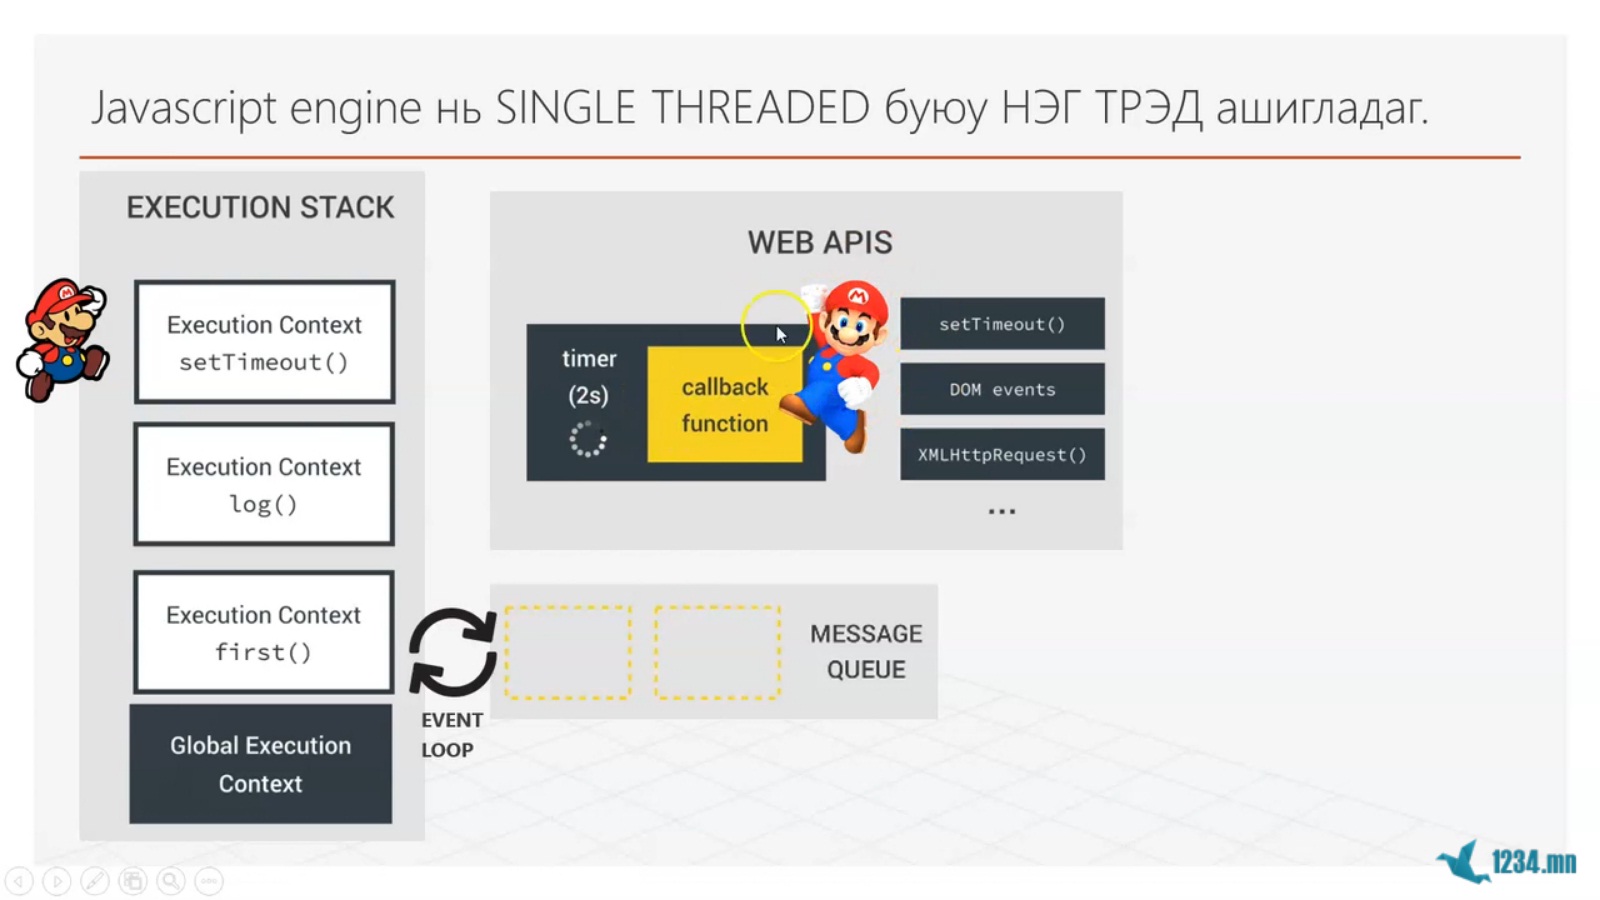 Javascript engine нь SINGLE THREADED буюу НЭГ ТРЭД ашигладаг.
EXECUTION STACK
Execution Context
setTimeout()
Execution Context
log()
Execution Context
first()
Global Execution
Context
EVENT
LOOP
WEB APIS
timer
(2s)
callback
function
setTimeout()
DOM events
XMLHttpRequest()
...
MESSAGE
QUEUE
M
M
1234.mn